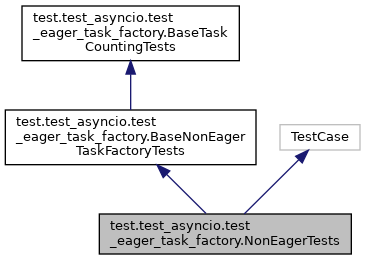 test.test_asyncio.test
_eager_task_factory.BaseTask
CountingTests
test.test_asyncio.test
_eager_task_factory.BaseNonEager
TaskFactoryTests
TestCase
test.test_asyncio.test
_eager_task_factory.NonEagerTests